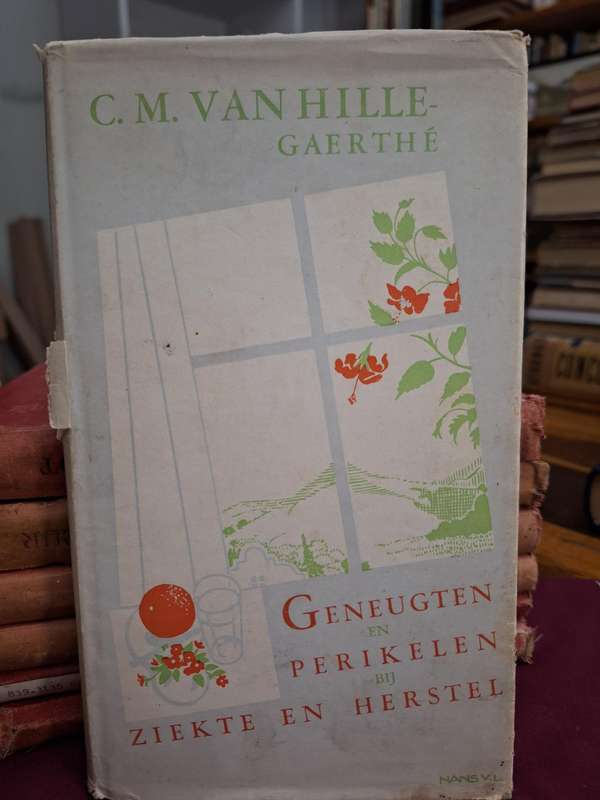 C. M. VAN HILLE-
GAERTHÉ
GENEUGTEN
EN
PERIKELEN
BIJ
ZIEKTE EN HERSTEL
NANS V. L.